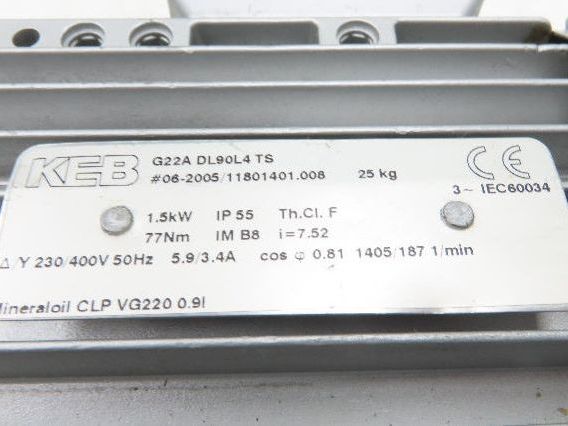 KEB
G22A DL90L4 TS
#06-2005/11801401.008 25 kg
CE
3~ IEC60034
1.5kW IP 55 Th.Cl. F
77Nm IM B8 i=7.52
△/Y 230/400V 50Hz 5.9/3.4A cos φ 0.81 1405/187 1/min
Mineraloil CLP VG220 0.9l